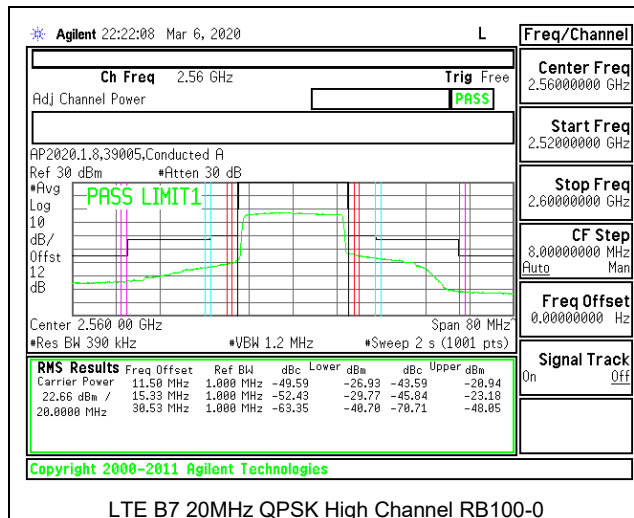 Agilent 22:22:08 Mar 6, 2020 L
Freq/Channel
Ch Freq 2.56 GHz Trig Free
Adj Channel Power PASS
AP2020.1.8,39005,Conducted A
Ref 30 dBm #Atten 30 dB
#Avg
Log
10
dB/
Offst
12
dB
PASS LIMIT1
Center 2.560 00 GHz Span 80 MHz^
#Res BW 390 kHz #VBW 1.2 MHz #Sweep 2 s (1001 pts)
RMS Results Freq Offset Ref BW dBc Lower dBm dBc Upper dBm
Carrier Power 11.50 MHz 1.000 MHz -49.59 -26.93 -43.59 -20.94
22.66 dBm / 15.33 MHz 1.000 MHz -52.43 -29.77 -45.84 -23.18
20.0000 MHz 30.53 MHz 1.000 MHz -63.35 -40.70 -70.71 -48.05
Copyright 2000-2011 Agilent Technologies
Center Freq
2.56000000 GHz
Start Freq
2.52000000 GHz
Stop Freq
2.60000000 GHz
CF Step
8.00000000 MHz
Auto Man
Freq Offset
0.00000000 Hz
Signal Track
On Off
LTE B7 20MHz QPSK High Channel RB100-0